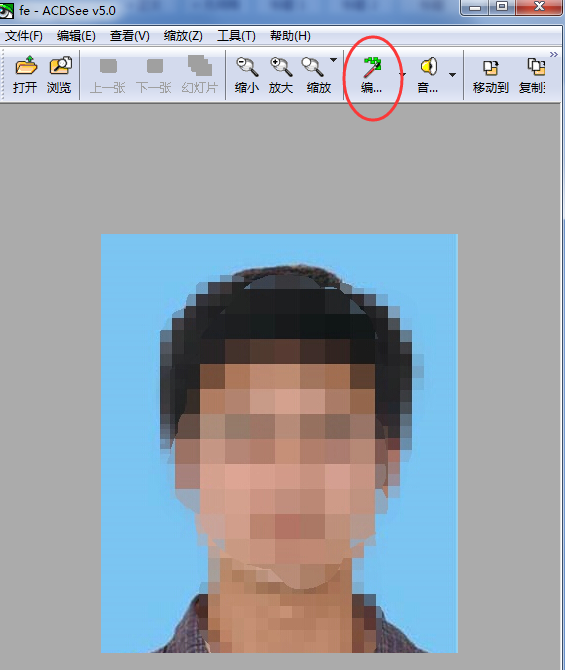 fe - ACDSee v5.0
文件(F) 编辑(E) 查看(V) 缩放(Z) 工具(T) 帮助(H)
打开 浏览 上一张 下一张 幻灯片 缩小 放大 缩放 编... 音... 移动到 复制